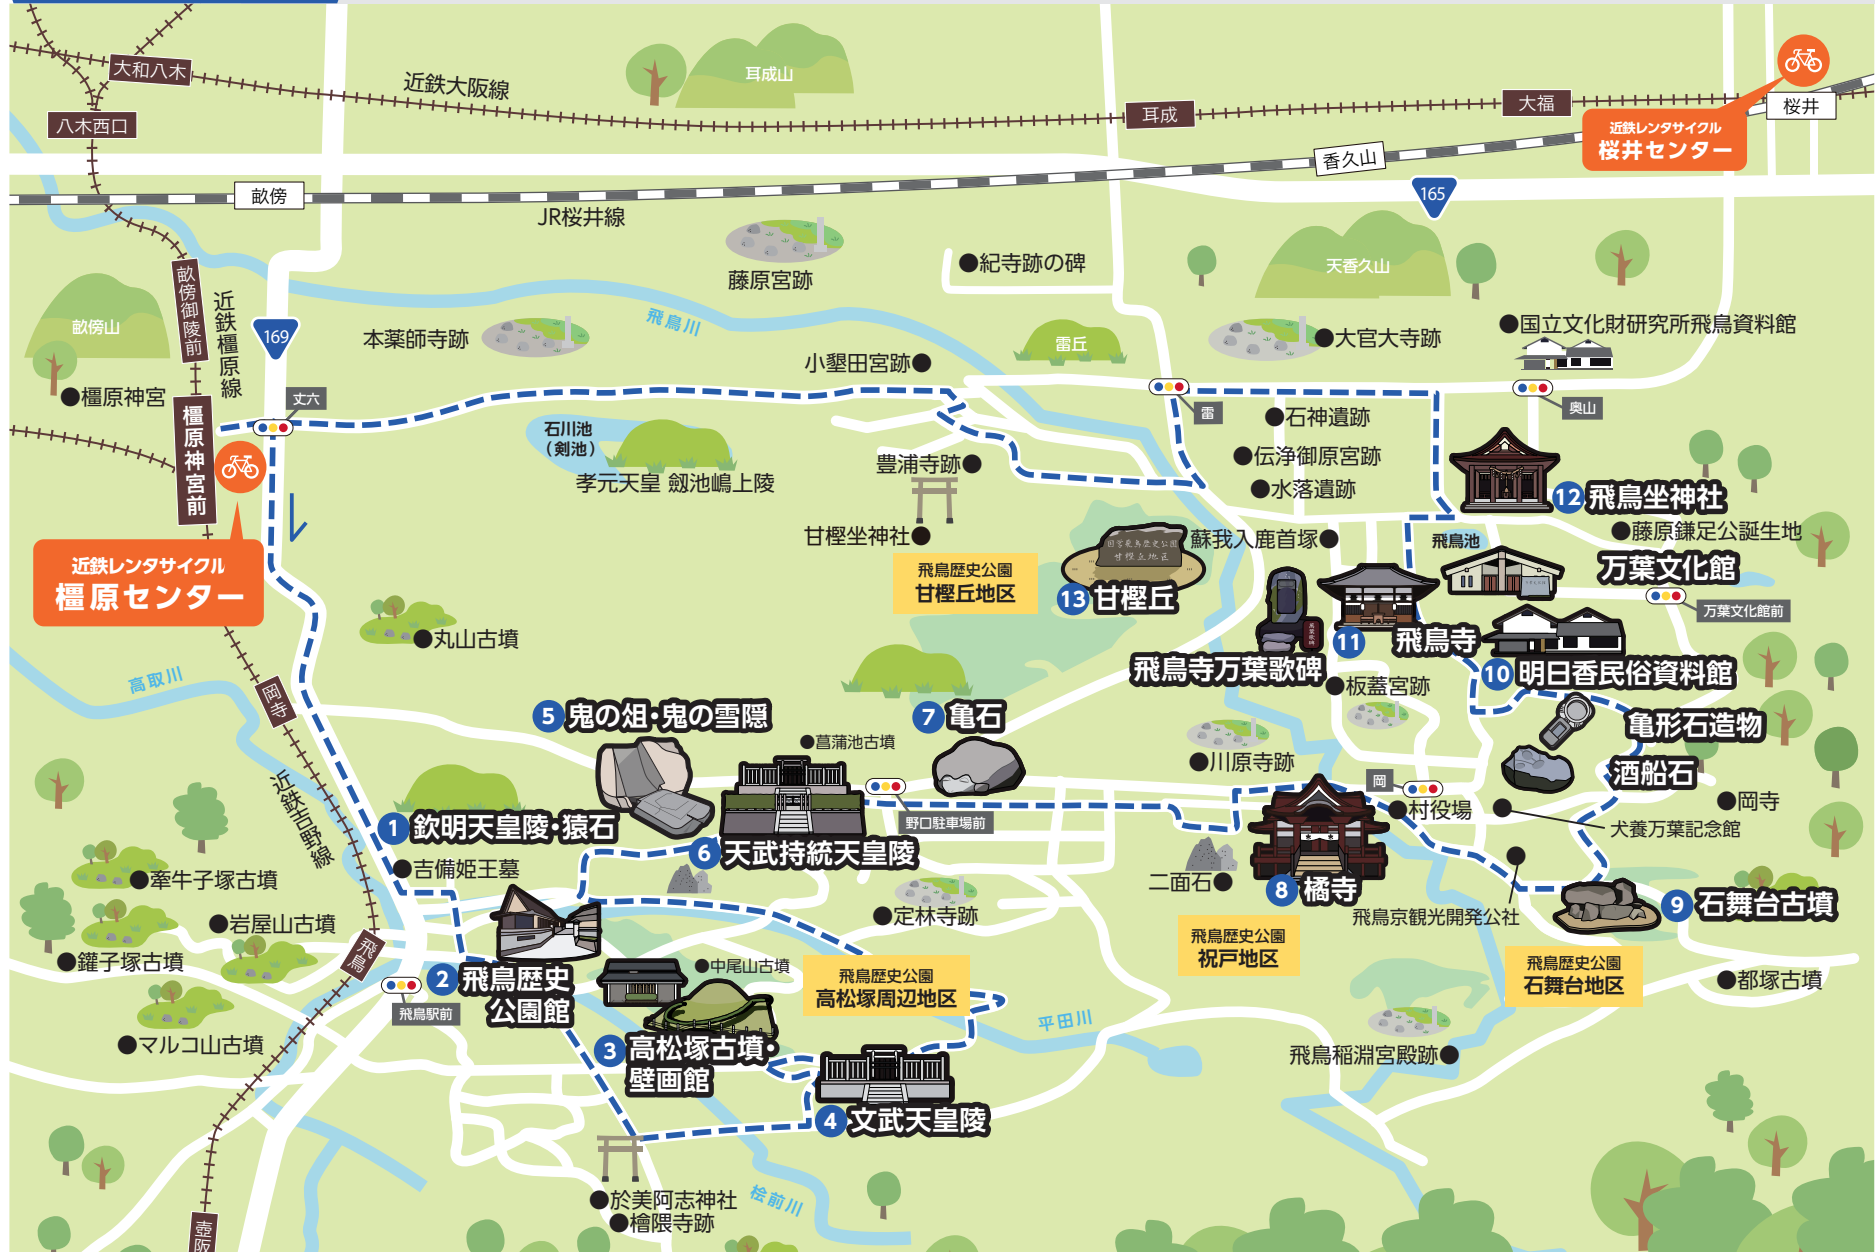 大和八木
近鉄大阪線
耳成山
耳成
大福
桜井
近鉄レンタサイクル
桜井センター
八木西口
香久山
165
畝傍
JR桜井線
藤原宮跡
紀寺跡の碑
天香久山
飛鳥川
畝傍御陵前
近鉄橿原線
畝傍山
169
本薬師寺跡
小墾田宮跡
雷丘
大官大寺跡
国立文化財研究所飛鳥資料館
橿原神宮
丈六
橿原神宮前
石川池
(剣池)
孝元天皇 劔池嶋上陵
雷
奥山
石神遺跡
豊浦寺跡
伝浄御原宮跡
水落遺跡
12 飛鳥坐神社
甘樫坐神社
国営飛鳥歴史公園
甘樫丘地区
蘇我入鹿首塚
飛鳥池
藤原鎌足公誕生地
近鉄レンタサイクル
橿原センター
飛鳥歴史公園
甘樫丘地区
13 甘樫丘
万葉文化館
万葉文化館前
丸山古墳
11 飛鳥寺
飛鳥寺万葉歌碑
10 明日香民俗資料館
高取川
岡寺
板蓋宮跡
5 鬼の俎・鬼の雪隠
7 亀石
亀形石造物
菖蒲池古墳
川原寺跡
酒船石
岡
村役場
岡寺
近鉄吉野線
1 欽明天皇陵・猿石
野口駐車場前
犬養万葉記念館
6 天武持統天皇陵
吉備姫王墓
牽牛子塚古墳
二面石
8 橘寺
飛鳥京観光開発公社
9 石舞台古墳
岩屋山古墳
定林寺跡
鑵子塚古墳
飛鳥
飛鳥歴史公園
祝戸地区
飛鳥歴史公園
石舞台地区
2 飛鳥歴史
公園館
中尾山古墳
飛鳥歴史公園
高松塚周辺地区
都塚古墳
飛鳥駅前
平田川
マルコ山古墳
3 高松塚古墳・
壁画館
飛鳥稲淵宮殿跡
4 文武天皇陵
於美阿志神社
檜隈寺跡
桧前川
壺阪